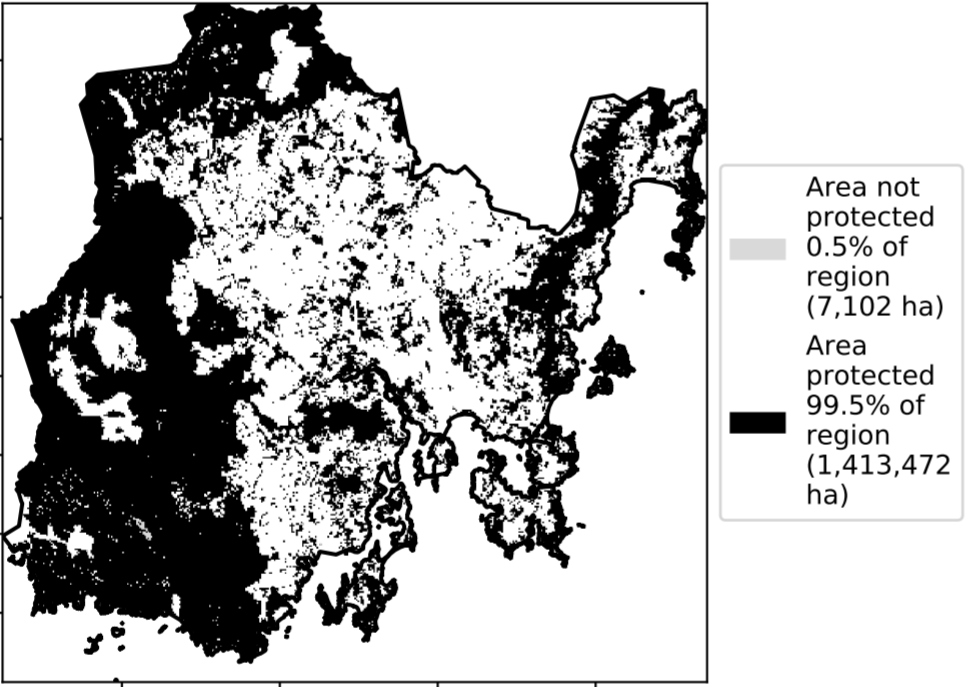 Area not
protected
0.5% of
region
(7,102 ha)
Area
protected
99.5% of
region
(1,413,472
ha)